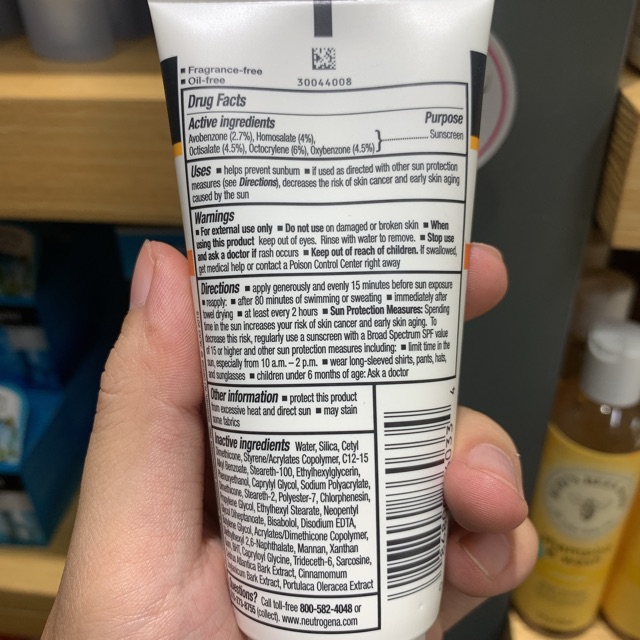 ▪ Fragrance-free
▪ Oil-free
30044008
Drug Facts
Active ingredients Purpose
Avobenzone (2.7%), Homosalate (4%),
Octisalate (4.5%), Octocrylene (6%), Oxybenzone (4.5%) } Sunscreen
Uses ▪ helps prevent sunburn ▪ if used as directed with other sun protection
measures (see Directions), decreases the risk of skin cancer and early skin aging
caused by the sun
Warnings
▪ For external use only ▪ Do not use on damaged or broken skin ▪ When
using this product keep out of eyes. Rinse with water to remove. ▪ Stop use
and ask a doctor if rash occurs ▪ Keep out of reach of children. If swallowed,
get medical help or contact a Poison Control Center right away
Directions ▪ apply generously and evenly 15 minutes before sun exposure
▪ reapply: ▪ after 80 minutes of swimming or sweating ▪ immediately after
towel drying ▪ at least every 2 hours ▪ Sun Protection Measures: Spending
time in the sun increases your risk of skin cancer and early skin aging. To
decrease this risk, regularly use a sunscreen with a Broad Spectrum SPF value
of 15 or higher and other sun protection measures including: ▪ limit time in the
sun, especially from 10 a.m. – 2 p.m. ▪ wear long-sleeved shirts, pants, hats,
and sunglasses ▪ children under 6 months of age: Ask a doctor
Other information ▪ protect this product
from excessive heat and direct sun ▪ may stain
some fabrics
Inactive ingredients Water, Silica, Cetyl
Dimethicone, Styrene/Acrylates Copolymer, C12-15
Alkyl Benzoate, Steareth-100, Ethylhexylglycerin,
Phenoxyethanol, Caprylyl Glycol, Sodium Polyacrylate,
Dimethicone, Steareth-2, Polyester-7, Chlorphenesin,
Propylene Glycol, Ethylhexyl Stearate, Neopentyl
Glycol Diheptanoate, Bisabolol, Disodium EDTA,
Glycol, Acrylates/Dimethicone Copolymer,
2,6-Naphthalate, Mannan, Xanthan
BHT, Capryloyl Glycine, Trideceth-6, Sarcosine,
Atlantica Bark Extract, Cinnamomum
Bark Extract, Portulaca Oleracea Extract
Questions? Call toll-free 800-582-4048 or
(collect). www.neutrogena.com